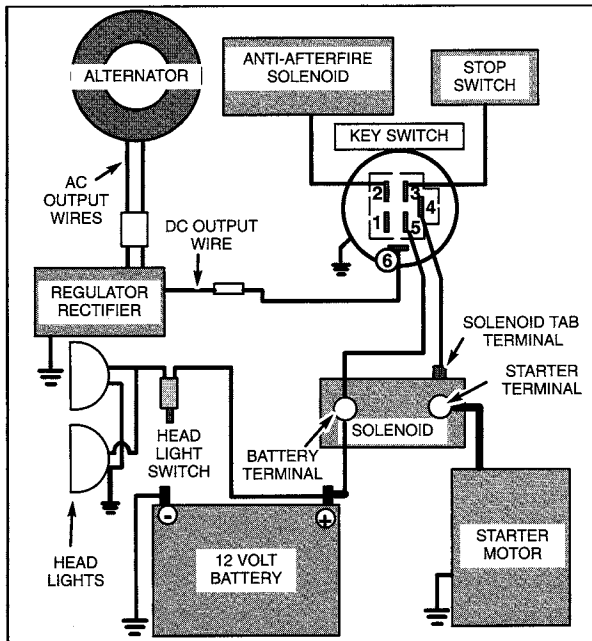 ALTERNATOR
ANTI-AFTERFIRE
SOLENOID
STOP
SWITCH
KEY SWITCH
AC
OUTPUT
WIRES
DC OUTPUT
WIRE
2
3
4
1
5
6
REGULATOR
RECTIFIER
SOLENOID TAB
TERMINAL
STARTER
TERMINAL
SOLENOID
HEAD
LIGHT
SWITCH
BATTERY
TERMINAL
-
+
HEAD
LIGHTS
12 VOLT
BATTERY
STARTER
MOTOR